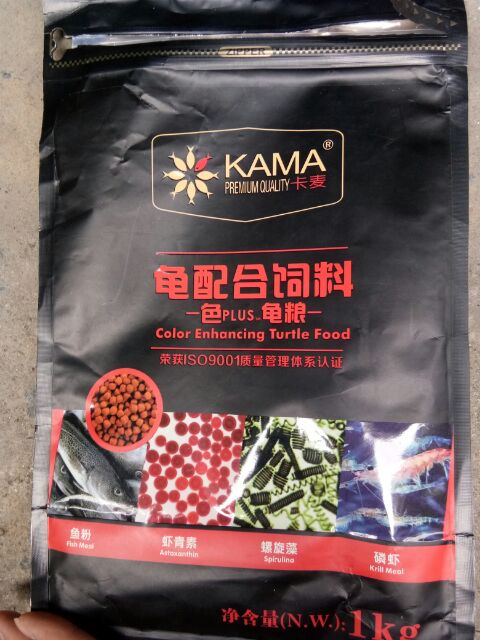 ZIPPER
KAMA®
PREMIUM QUALITY 卡麦
龟配合饲料
色PLUS™龟粮
Color Enhancing Turtle Food
荣获ISO9001质量管理体系认证
鱼粉 虾青素 螺旋藻 磷虾
Fish Meal Astaxanthin Spirulina Krill Meal
净含量(N.W.): 1kg